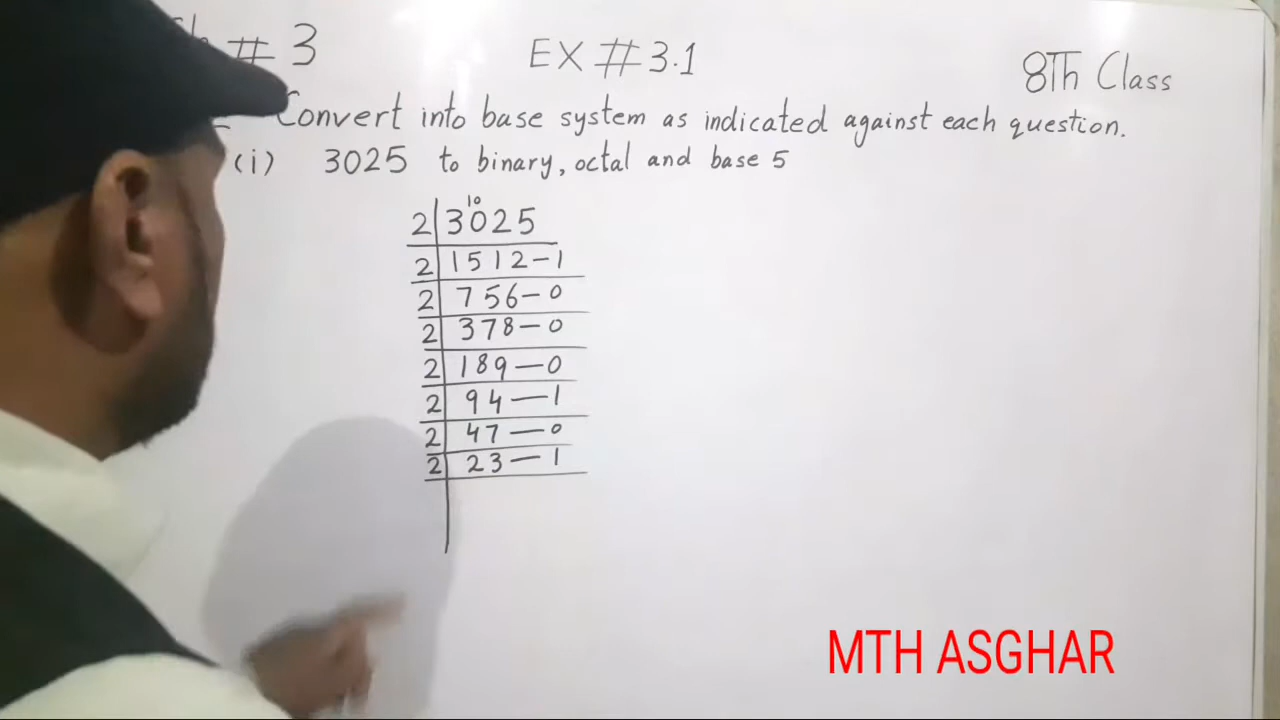 # 3
EX # 3.1
8Th Class
Convert into base system as indicated against each question.
(i) 3025 to binary, octal and base 5
10
2 | 3025
2 | 1512 - 1
2 | 756 - 0
2 | 378 - 0
2 | 189 - 0
2 | 94 - 1
2 | 47 - 0
2 | 23 - 1
MTH ASGHAR